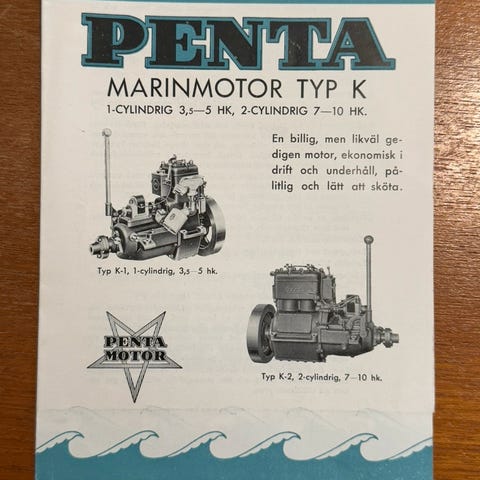 PENTA
MARINMOTOR TYP K
1-CYLINDRIG 3,5—5 HK, 2-CYLINDRIG 7—10 HK.
En billig, men likväl ge-
digen motor, ekonomisk i
drift och underhåll, på-
litlig och lätt att sköta.
Typ K-1, 1-cylindrig, 3,5—5 hk.
PENTA
MOTOR
Typ K-2, 2-cylindrig, 7—10 hk.